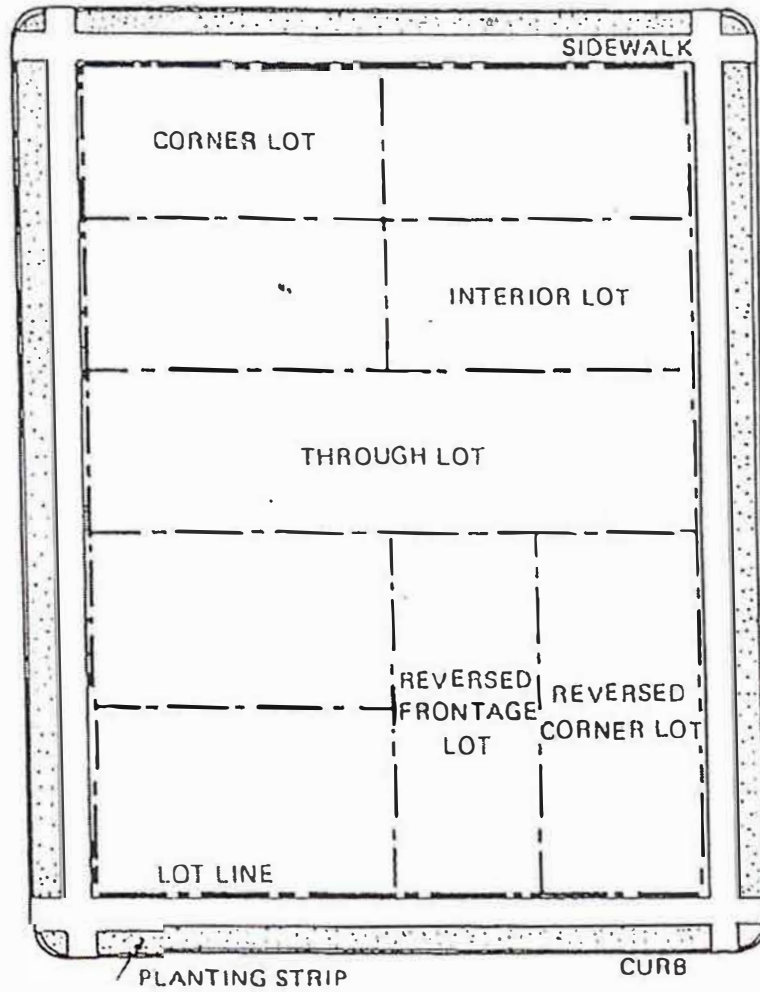 SIDEWALK
CORNER LOT
INTERIOR LOT
THROUGH LOT
REVERSED
FRONTAGE
LOT
REVERSED
CORNER LOT
LOT LINE
PLANTING STRIP
CURB